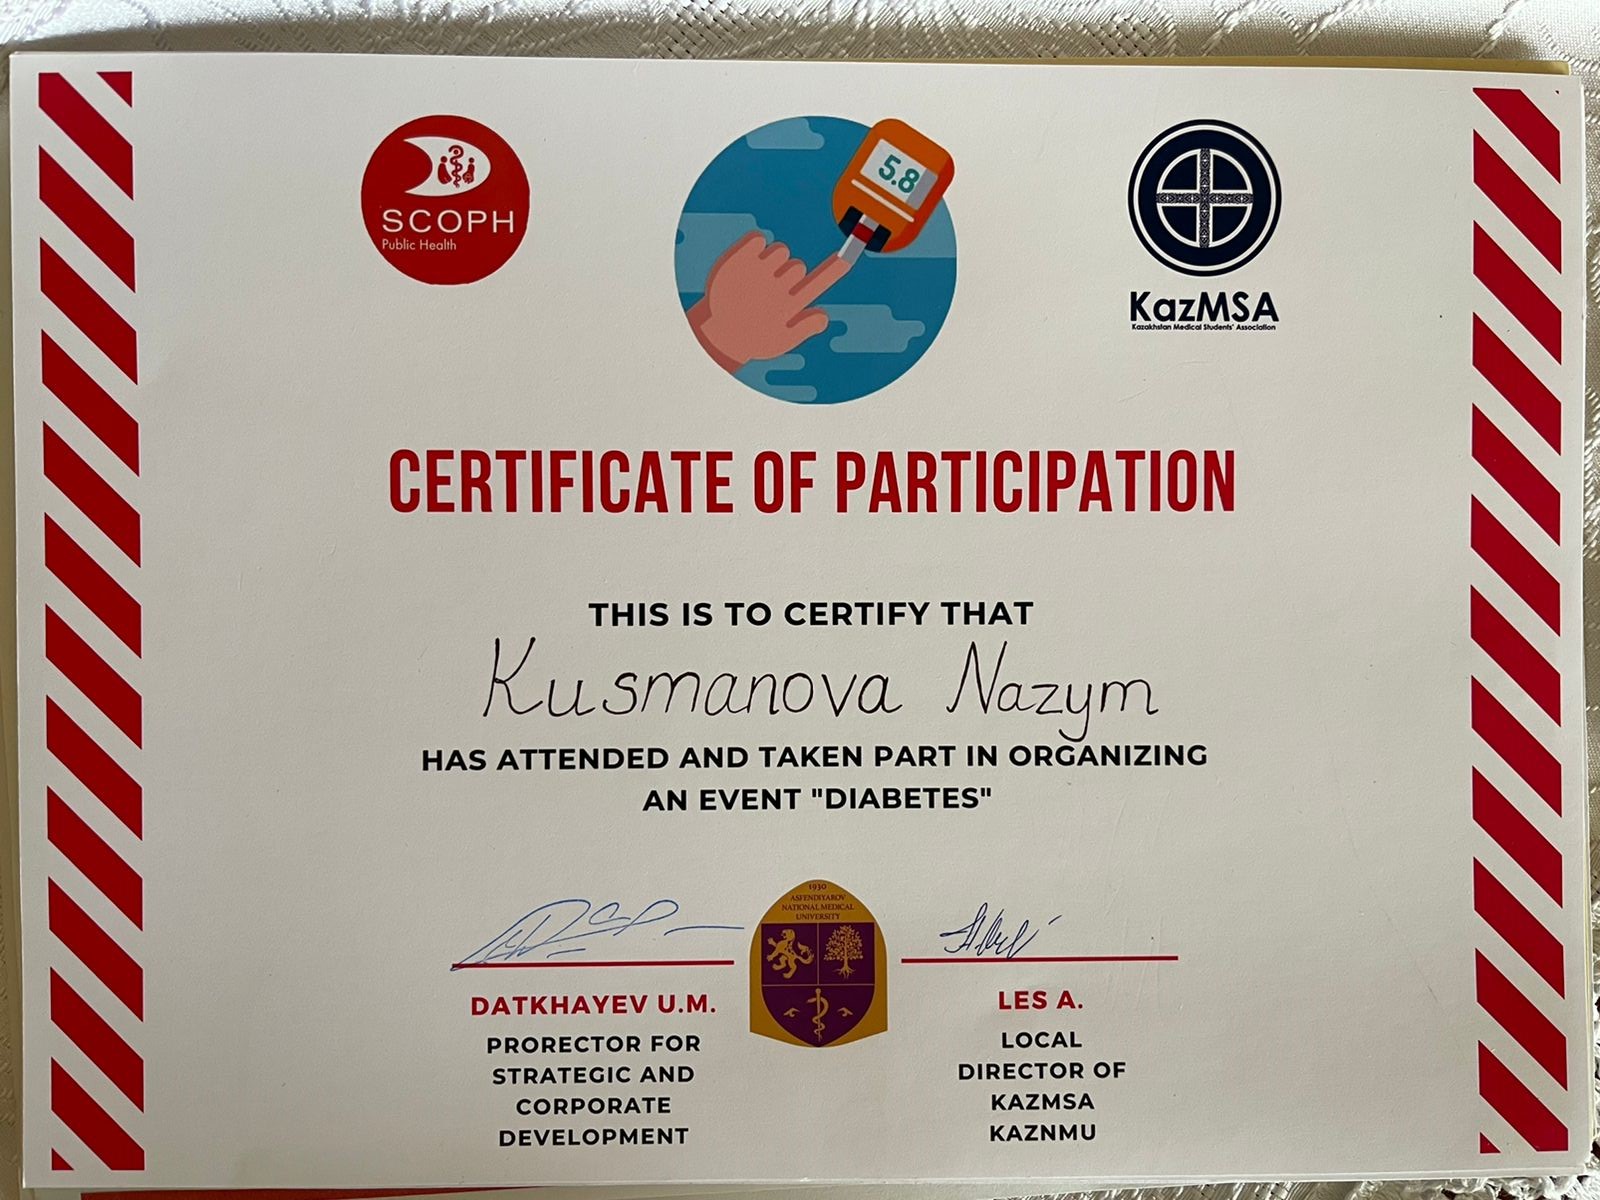 SCOPH
Public Health
5.8
KazMSA
Kazakhstan Medical Students' Association
CERTIFICATE OF PARTICIPATION
THIS IS TO CERTIFY THAT
Kusmanova Nazym
HAS ATTENDED AND TAKEN PART IN ORGANIZING
AN EVENT "DIABETES"
1930
ASFENDIYAROV
NATIONAL MEDICAL
UNIVERSITY
DATKHAYEV U.M.
PRORECTOR FOR
STRATEGIC AND
CORPORATE
DEVELOPMENT
LES A.
LOCAL
DIRECTOR OF
KAZMSA
KAZNMU